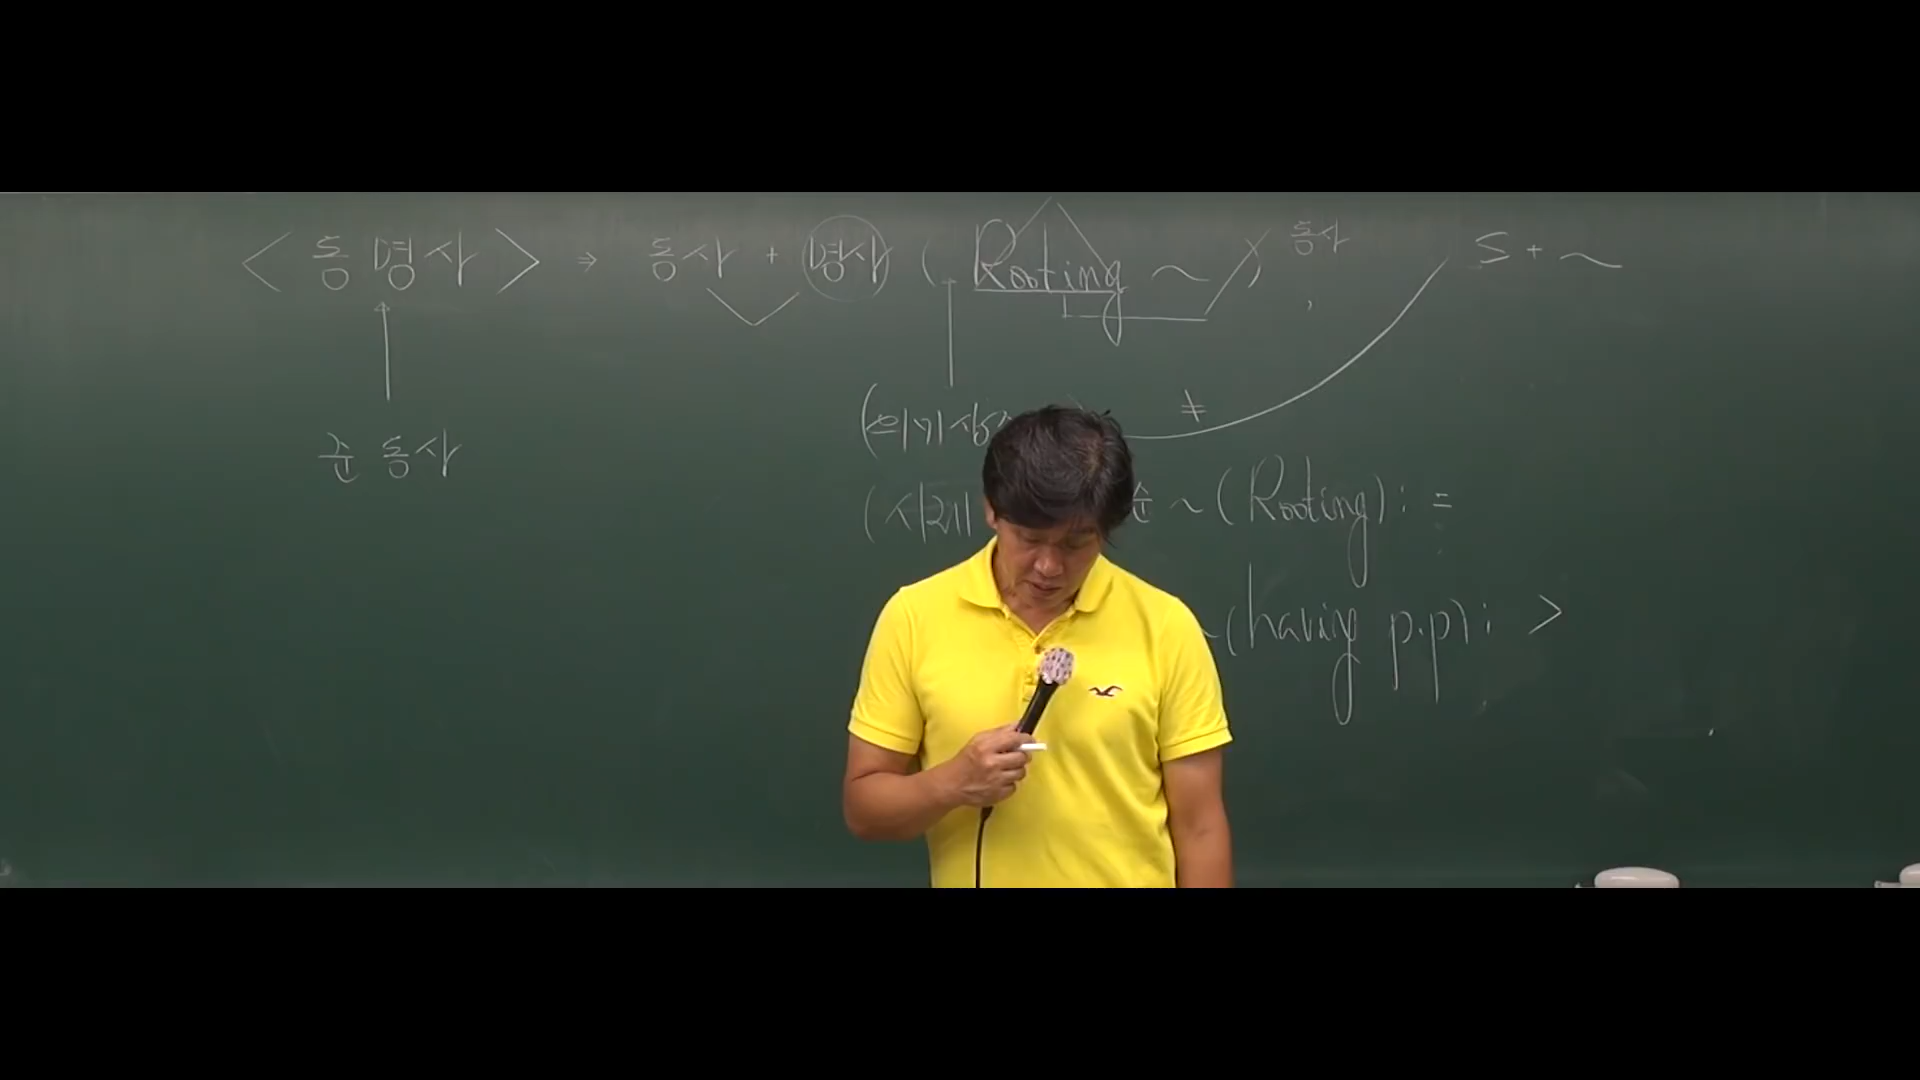 < 동명사 > ⇒ 동사 + 명사 ( Rooting ~ ) 동사 S + ~
준동사
(의미상 ≠
(시제 순 ~ (Rooting) : =
~ (having p.p) : >